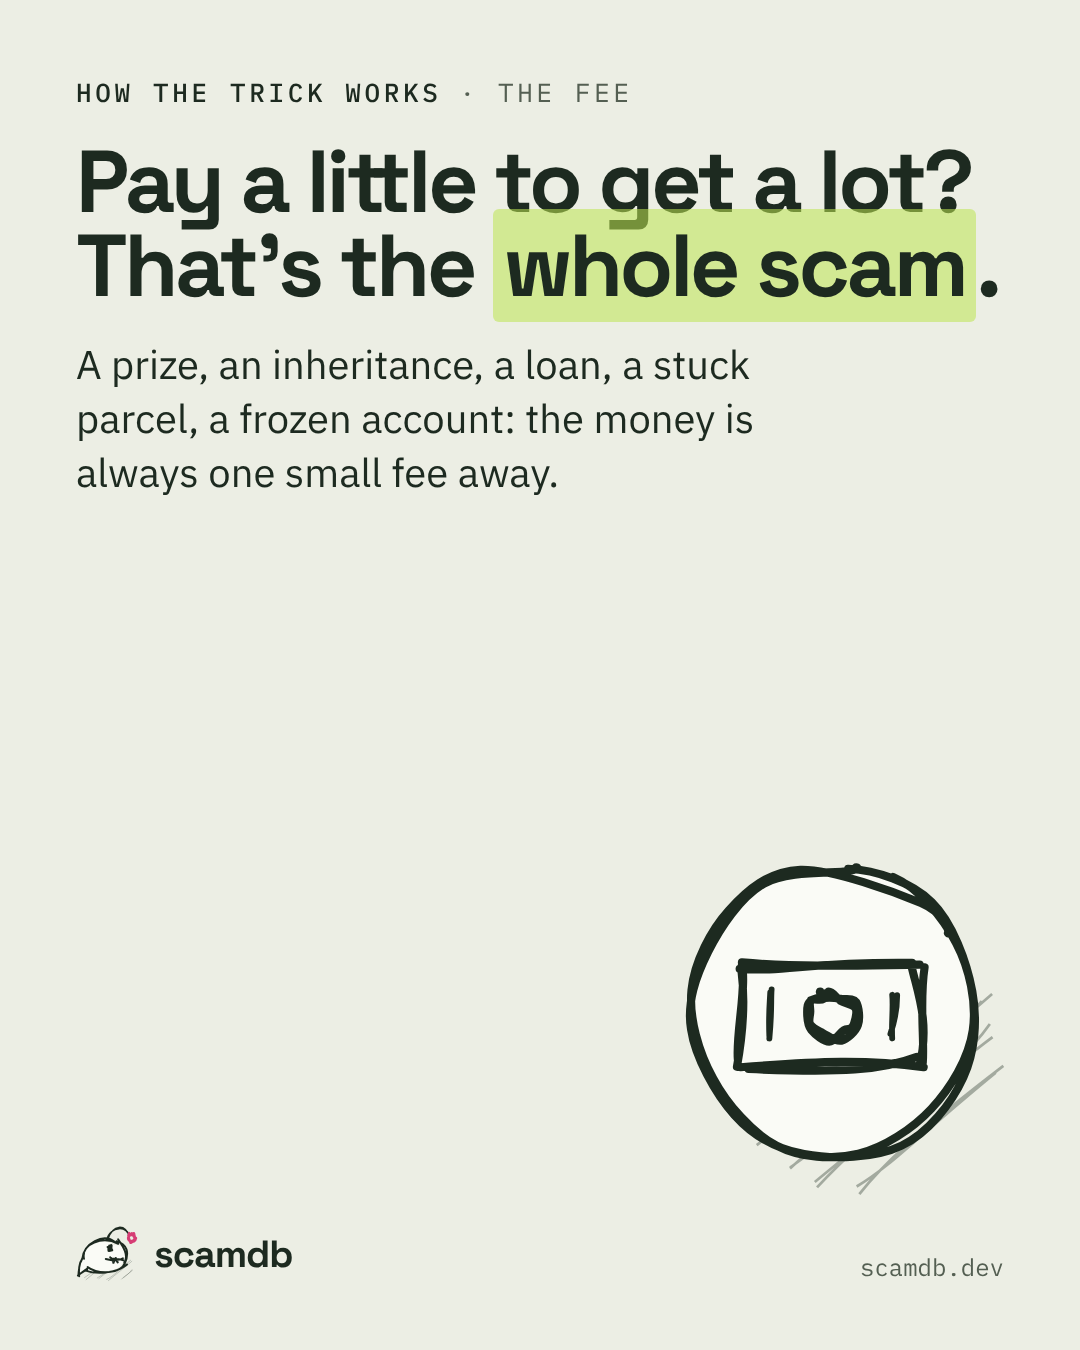 HOW THE TRICK WORKS · THE FEE
Pay a little to get a lot?
That’s the whole scam.
A prize, an inheritance, a loan, a stuck
parcel, a frozen account: the money is
always one small fee away.
scamdb
scamdb.dev